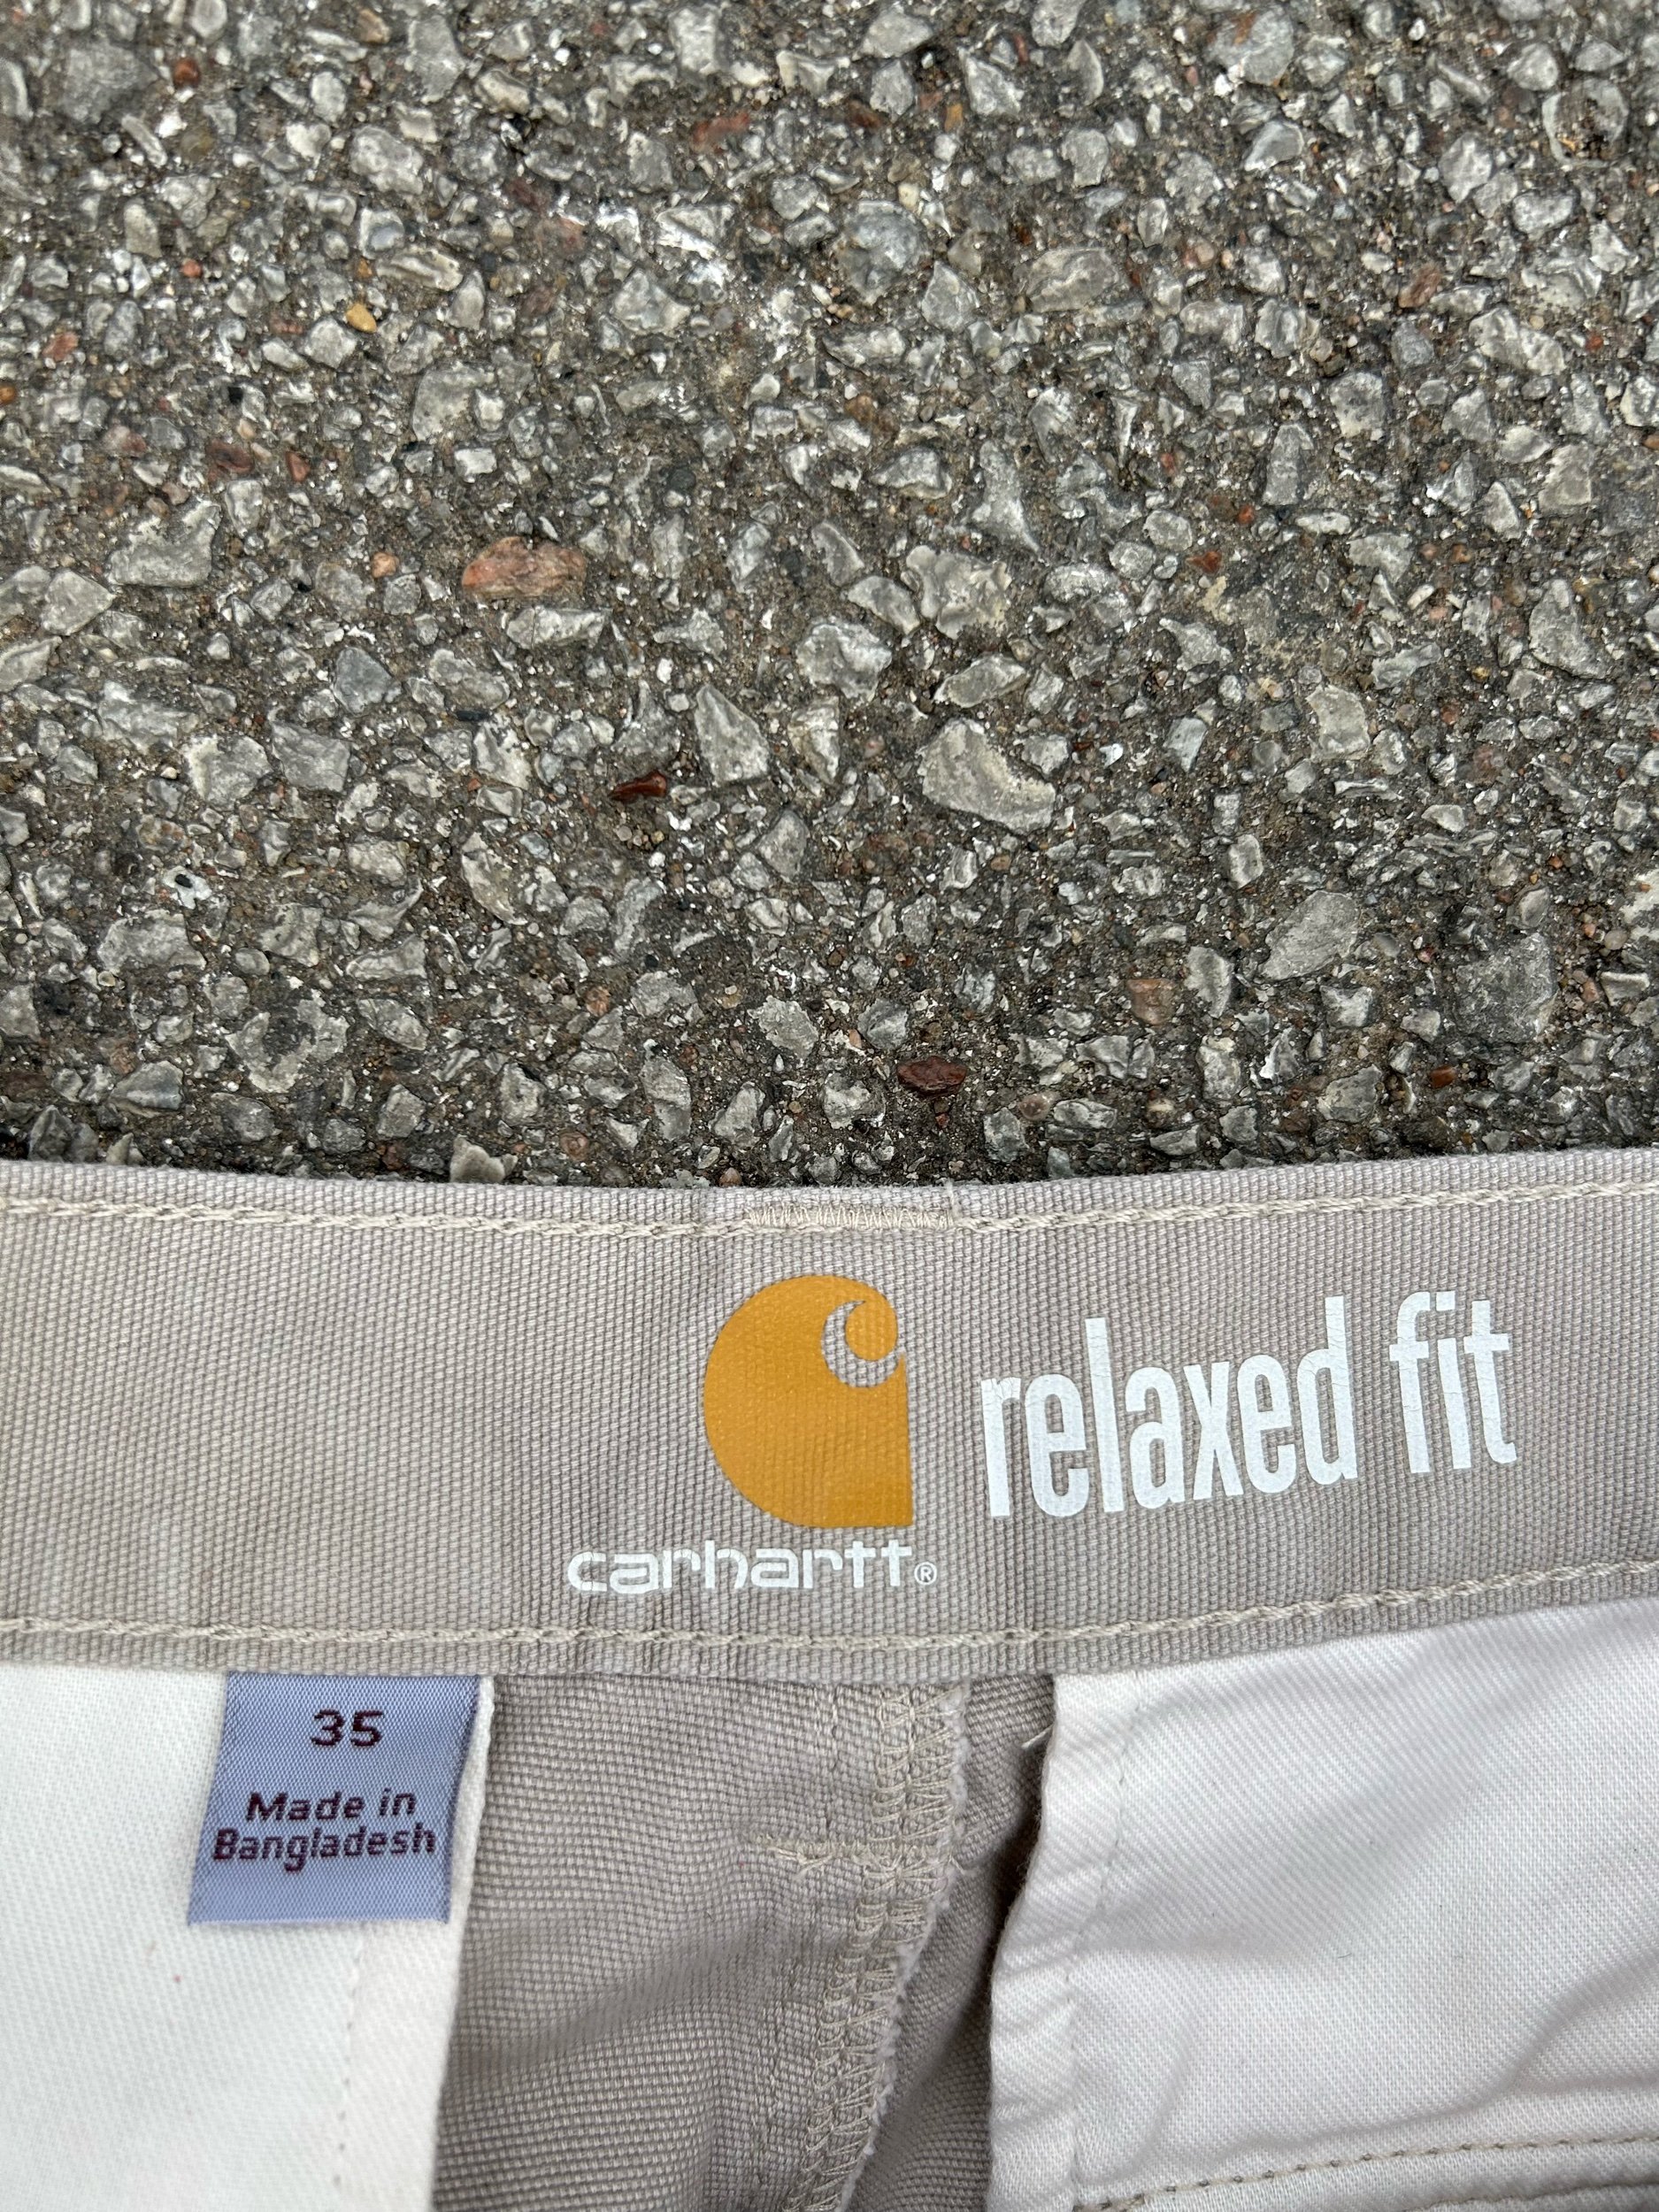 relaxed fit
carhartt®
35
Made in
Bangladesh